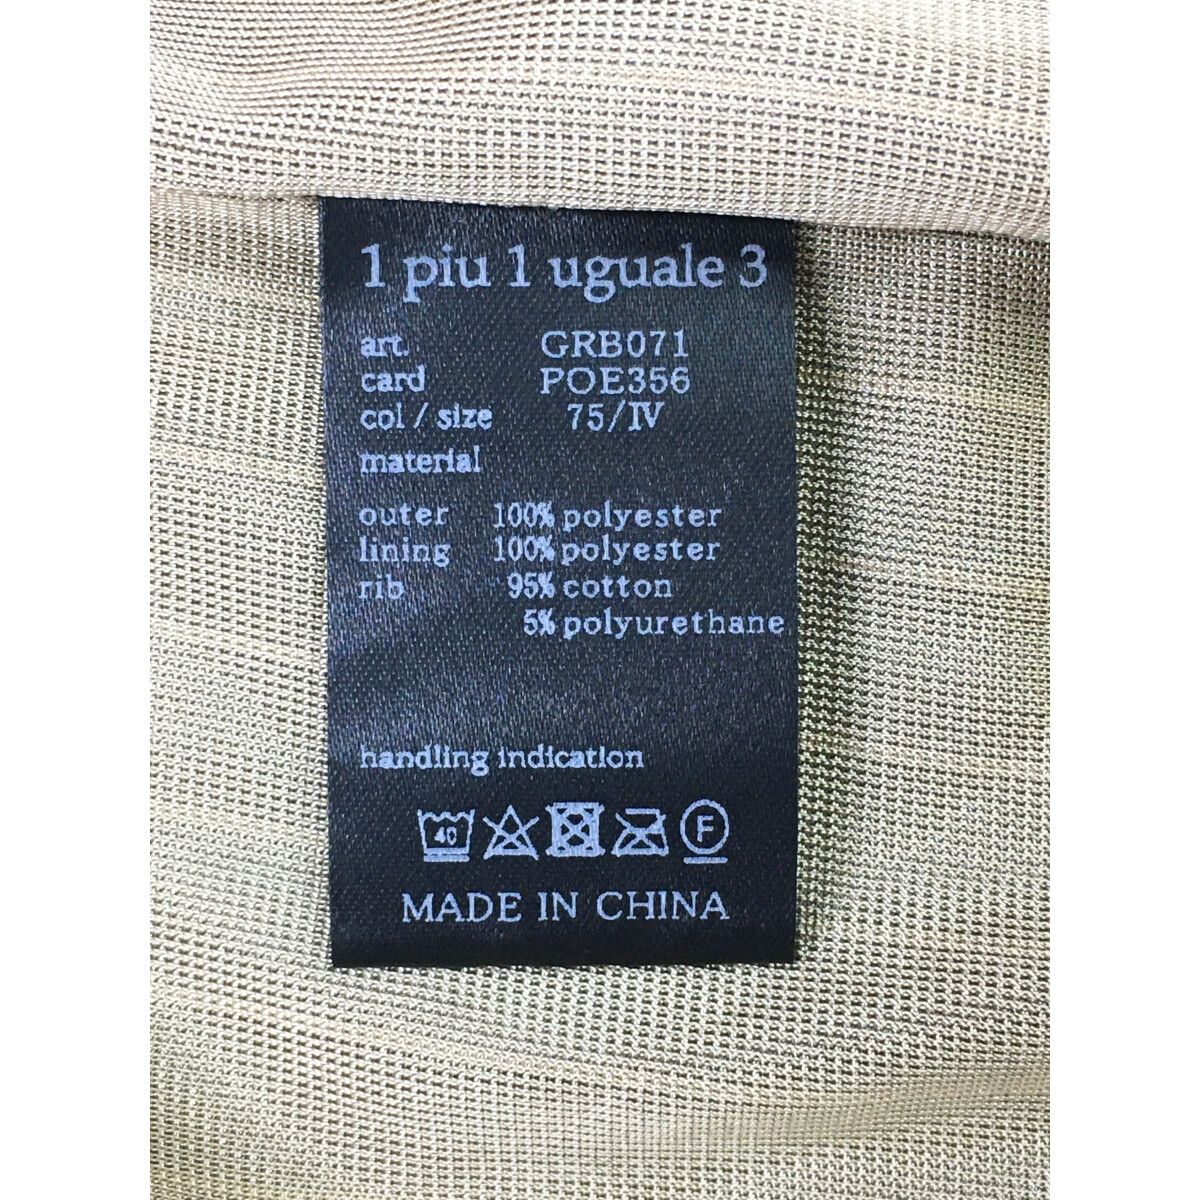 1 piu 1 uguale 3
art. GRB071
card POE356
col / size 75/IV
material
outer 100% polyester
lining 100% polyester
rib 95% cotton
5% polyurethane
handling indication
40 F
MADE IN CHINA